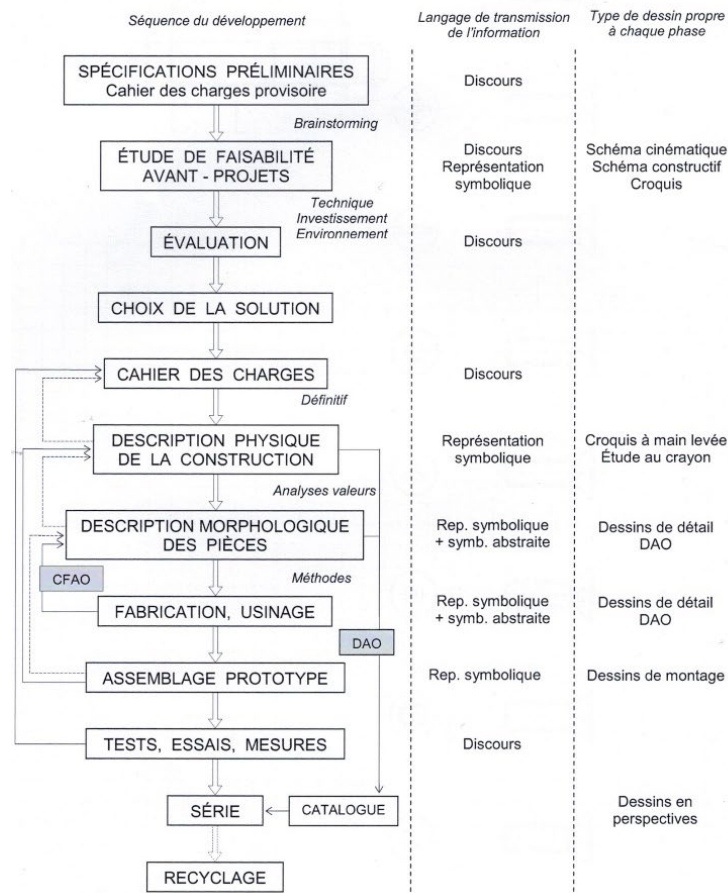 Séquence du développement
Langage de transmission
de l'information
Type de dessin propre
à chaque phase
SPÉCIFICATIONS PRÉLIMINAIRES
Cahier des charges provisoire
Discours
Brainstorming
ÉTUDE DE FAISABILITÉ
AVANT - PROJETS
Discours
Représentation
symbolique
Schéma cinématique
Schéma constructif
Croquis
Technique
Investissement
Environnement
ÉVALUATION
Discours
CHOIX DE LA SOLUTION
CAHIER DES CHARGES
Discours
Définitif
DESCRIPTION PHYSIQUE
DE LA CONSTRUCTION
Représentation
symbolique
Croquis à main levée
Étude au crayon
Analyses valeurs
DESCRIPTION MORPHOLOGIQUE
DES PIÈCES
Rep. symbolique
+ symb. abstraite
Dessins de détail
DAO
CFAO
Méthodes
FABRICATION, USINAGE
Rep. symbolique
+ symb. abstraite
Dessins de détail
DAO
DAO
ASSEMBLAGE PROTOTYPE
Rep. symbolique
Dessins de montage
TESTS, ESSAIS, MESURES
Discours
SÉRIE
CATALOGUE
Dessins en
perspectives
RECYCLAGE